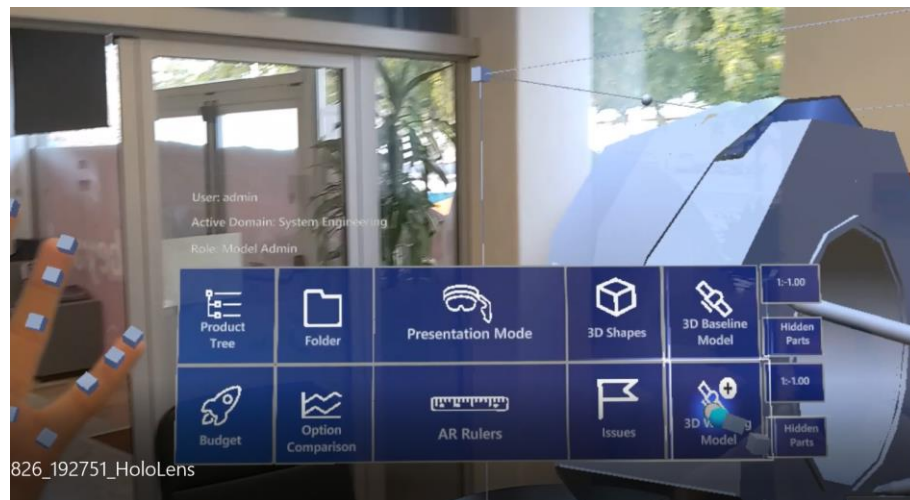 User: admin
Active Domain: System Engineering
Role: Model Admin
Product
Tree
Folder
Presentation Mode
3D Shapes
3D Baseline
Model
1:-1.00
Hidden
Parts
Budget
Option
Comparison
AR Rulers
Issues
3D
Model
1:-1.00
Hidden
Parts
826_192751_HoloLens